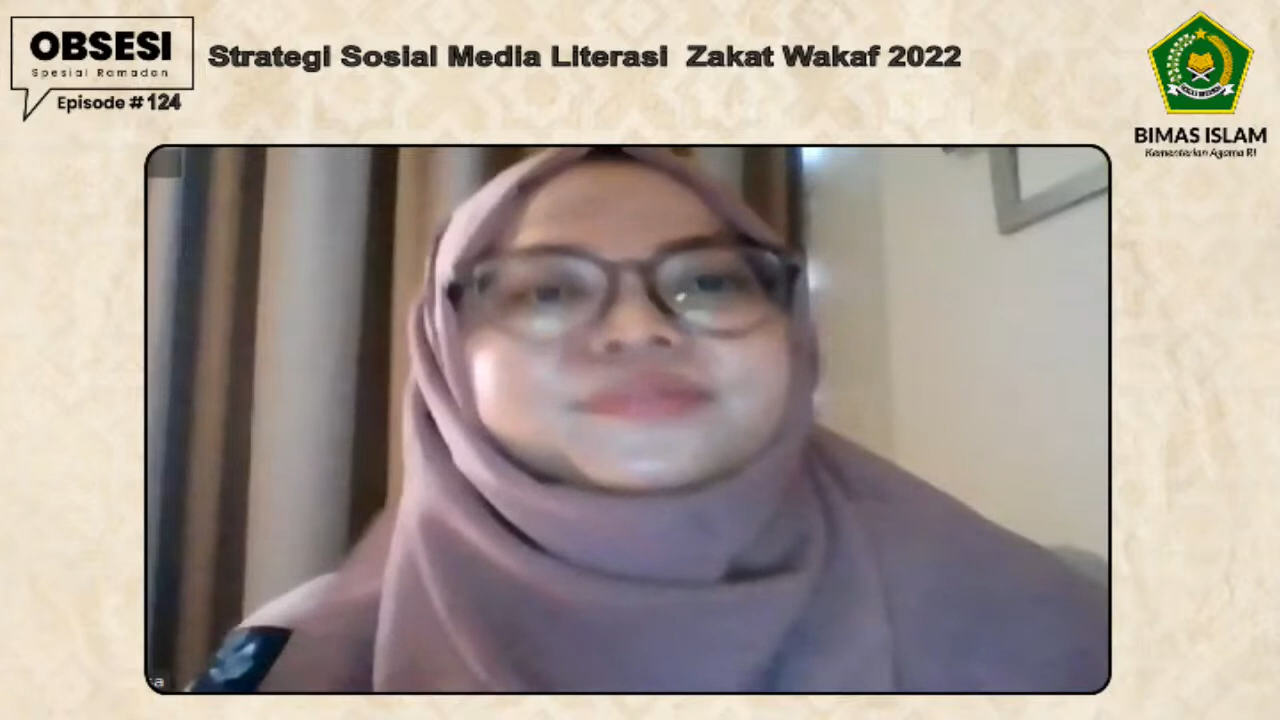 OBSESI
Spesial Ramadan
Episode #124
Strategi Sosial Media Literasi Zakat Wakaf 2022
BIMAS ISLAM
Kementerian Agama RI